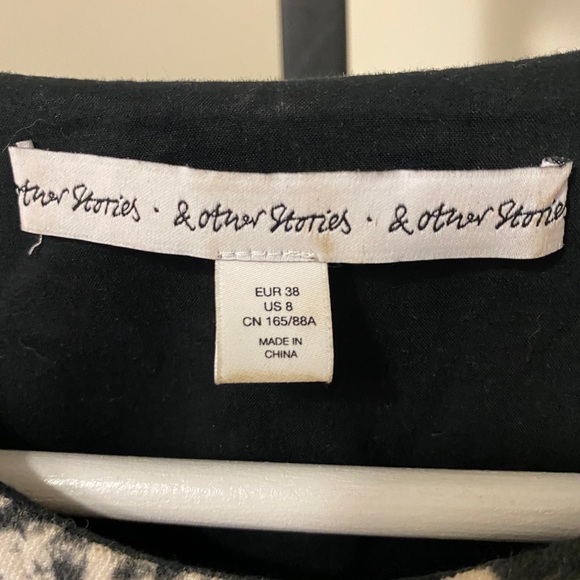 other Stories · & other Stories · & other Stories
EUR 38
US 8
CN 165/88A
MADE IN
CHINA